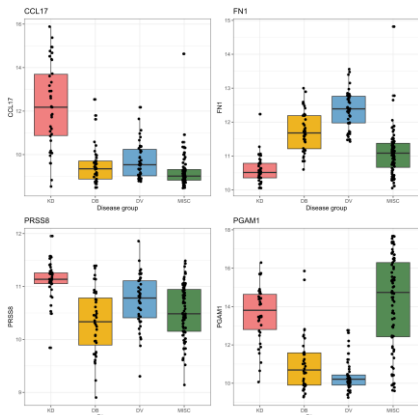 CCL17
FN1
16
14
12
10
CCL17
KD
DB
DV
MISC
Disease group
15
14
13
12
11
10
FN1
KD
DB
DV
MISC
Disease group
PRSS8
PGAM1
12
11
10
9
PRSS8
KD
DB
DV
MISC
16
14
12
10
PGAM1
KD
DB
DV
MISC